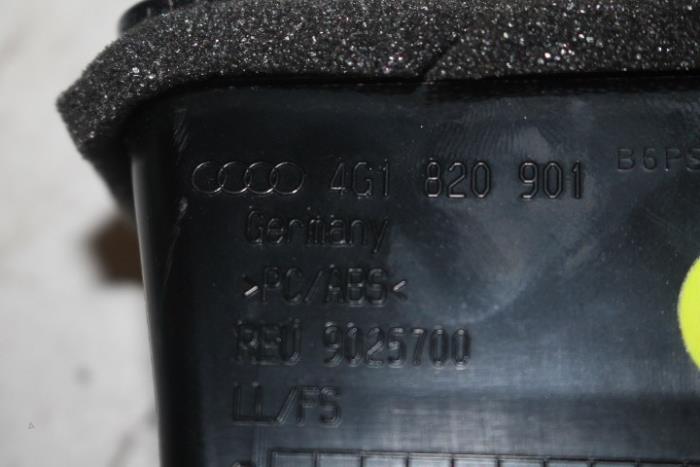 4G1 820 901
B6PS
Germany
>PC/ABS<
REU 9025700
LL/FS